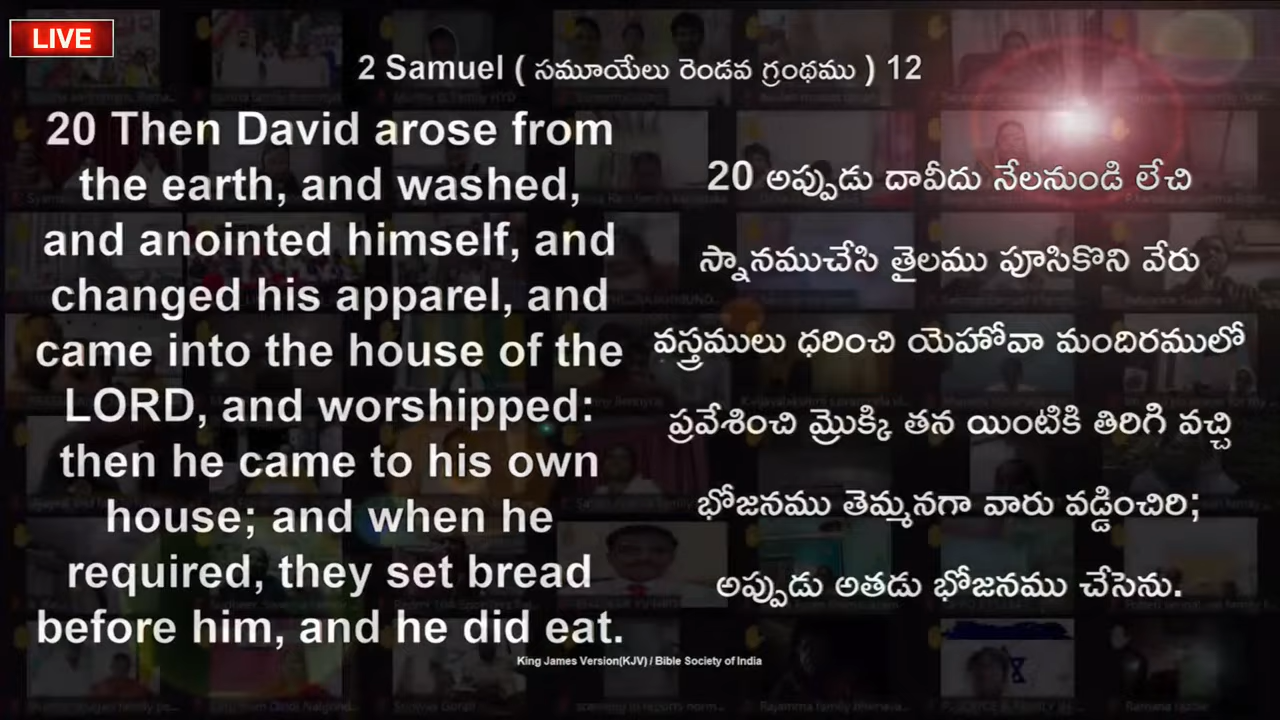 LIVE
2 Samuel ( సమూయేలు రెండవ గ్రంథము ) 12
20 Then David arose from
the earth, and washed,
and anointed himself, and
changed his apparel, and
came into the house of the
LORD, and worshipped:
then he came to his own
house; and when he
required, they set bread
before him, and he did eat.
20 అప్పుడు దావీదు నేలనుండి లేచి
స్నానముచేసి తైలము పూసికొని వేరు
వస్త్రములు ధరించి యెహోవా మందిరములో
ప్రవేశించి మ్రొక్కి తన యింటికి తిరిగి వచ్చి
భోజనము తెమ్మనగా వారు వడ్డించిరి;
అప్పుడు అతడు భోజనము చేసెను.
King James Version(KJV) / Bible Society of India